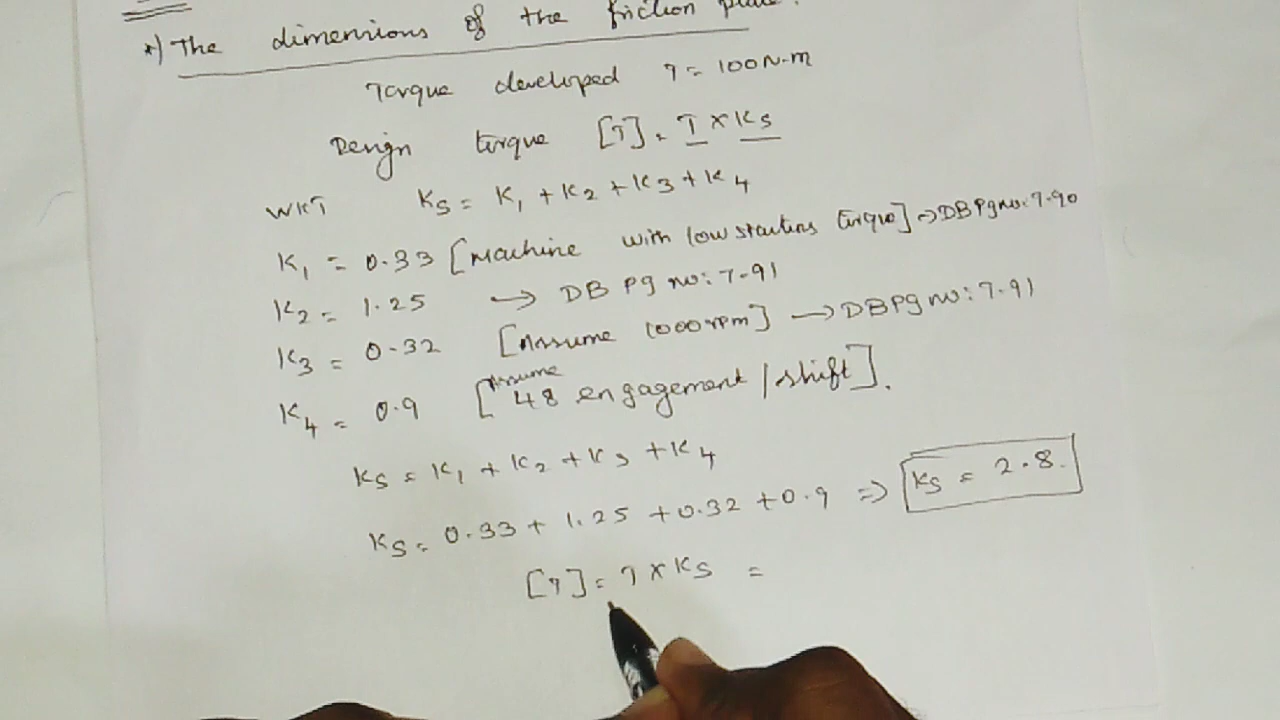 *) The dimensions of the friction plate.
Torque developed T = 100 N-m
Design torque [T] = T × Ks
WKT Ks = K1 + K2 + K3 + K4
K1 = 0.33 [Machine with low starting torque] → DB Pg no: 7.90
K2 = 1.25 → DB Pg no: 7.91
K3 = 0.32 [Assume 1000 rpm] → DB Pg no: 7.91
K4 = 0.9 [Assume 48 engagement / shift].
Ks = K1 + K2 + K3 + K4
Ks = 0.33 + 1.25 + 0.32 + 0.9 ⇒ Ks = 2.8.
[T] = T × Ks =